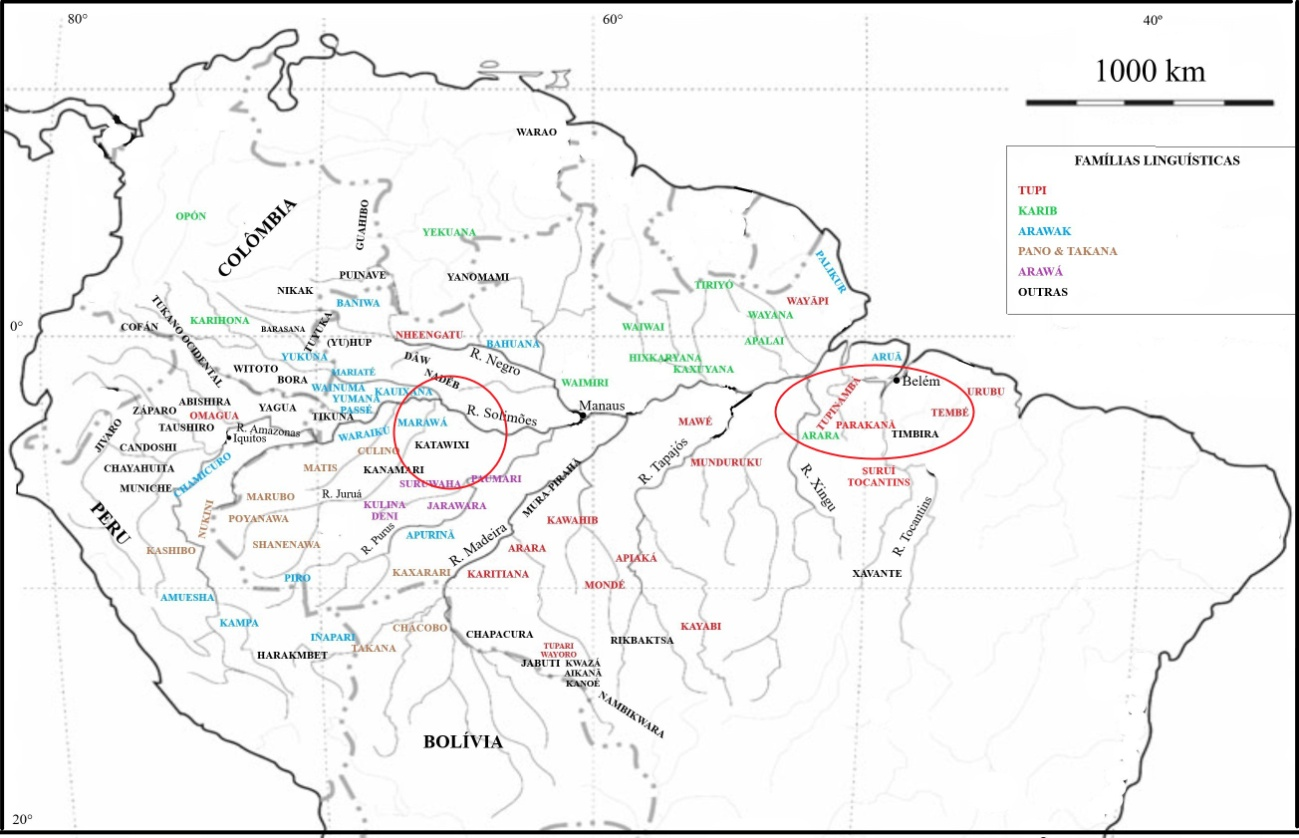 80°
60°
40°
1000 km
WARAO
FAMÍLIAS LINGUÍSTICAS
TUPI
KARIB
ARAWAK
PANO & TAKANA
ARAWÁ
OUTRAS
OPÓN
COLÔMBIA
GUAHIBO
YEKUANA
PALIKUR
PUINAVE
YANOMAMI
NIKAK
BANIWA
TIRIYÓ
WAYÃPI
WAYANA
TUKANO OCIDENTAL
0°
COFÁN
KARIHONA
BARASANA
TUYUKA
(YU)HUP
NHEENGATU
BAHUANA
WAIWAI
APALAI
YUKUNA
DÂW
NADËB
R. Negro
HIXKARYANA
KAXUYANA
ARUÃ
WITOTO
BORA
MARIATÉ
WAINUMA
KAUIXANA
YUMANÁ
PASSÉ
WAIMIRI
Belém
URUBU
ABISHIRA
ZÁPARO
OMAGUA
YAGUA
TIKUNA
MARAWÁ
R. Solimões
Manaus
MAWÉ
TUPINAMBA
TEMBÉ
PARAKANÃ
ARARA
TIMBIRA
JIVARO
TAUSHIRO
Iquitos
R. Amazonas
WARAIKÚ
KATAWIXI
CANDOSHI
CULINO
CHAYAHUITA
CHAMICURO
MATIS
KANAMARI
SURUWAHA
PAUMARI
R. Tapajós
MUNDURUKU
SURUÍ
TOCANTINS
MUNICHE
MARUBO
R. Juruá
KULINA
DENI
JARAWARA
MURA PIRAHÃ
R. Xingu
R. Tocantins
PERU
NUKINI
POYANAWA
KAWAHIB
KASHIBO
SHANENAWA
R. Purus
APURINÃ
R. Madeira
ARARA
APIAKÁ
PIRO
KAXARARI
KARITIANA
MONDÉ
XAVANTE
AMUESHA
KAMPA
INAPARI
CHACOBO
CHAPACURA
RIKBAKTSA
KAYABI
HARAKMBET
TAKANA
TUPARI
WAYORO
JABUTI
KWAZÁ
AIKANÃ
KANOÉ
NAMBIKWARA
BOLÍVIA
20°